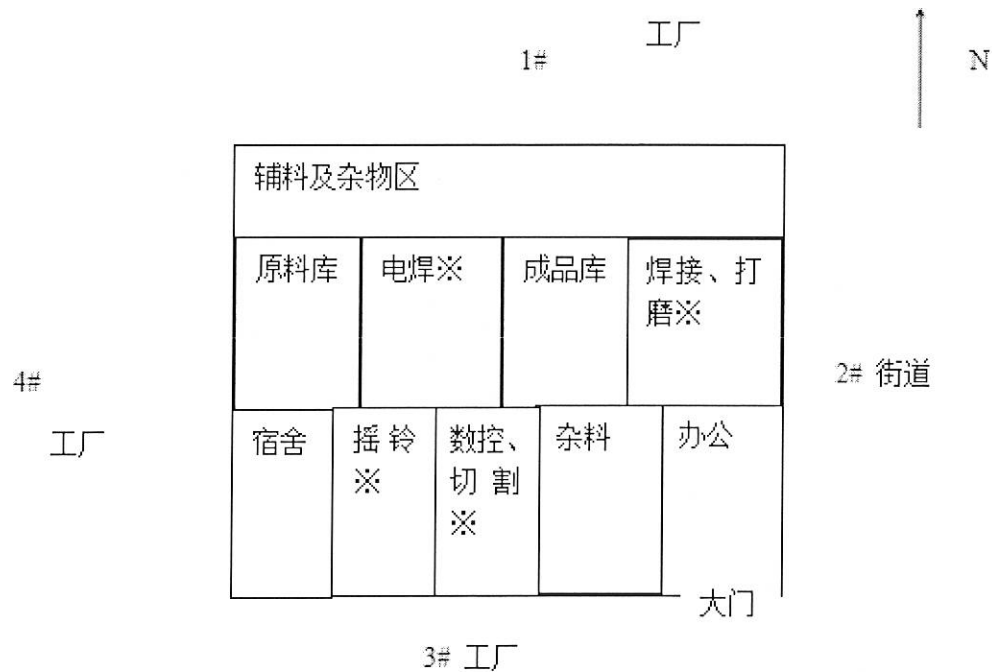 工厂
1#
N
辅料及杂物区
原料库
电焊※
成品库
焊接、打
磨※
4#
工厂
2# 街道
宿舍
摇铃
※
数控、
切割
※
杂料
办公
大门
3# 工厂